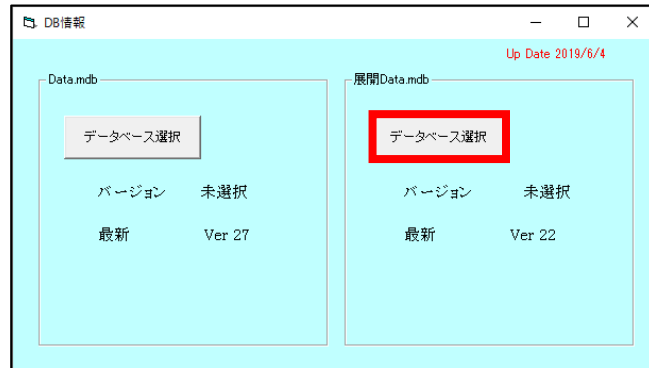 DB情報
Up Date 2019/6/4
Data.mdb
データベース選択
バージョン 未選択
最新 Ver 27
展開Data.mdb
データベース選択
バージョン 未選択
最新 Ver 22